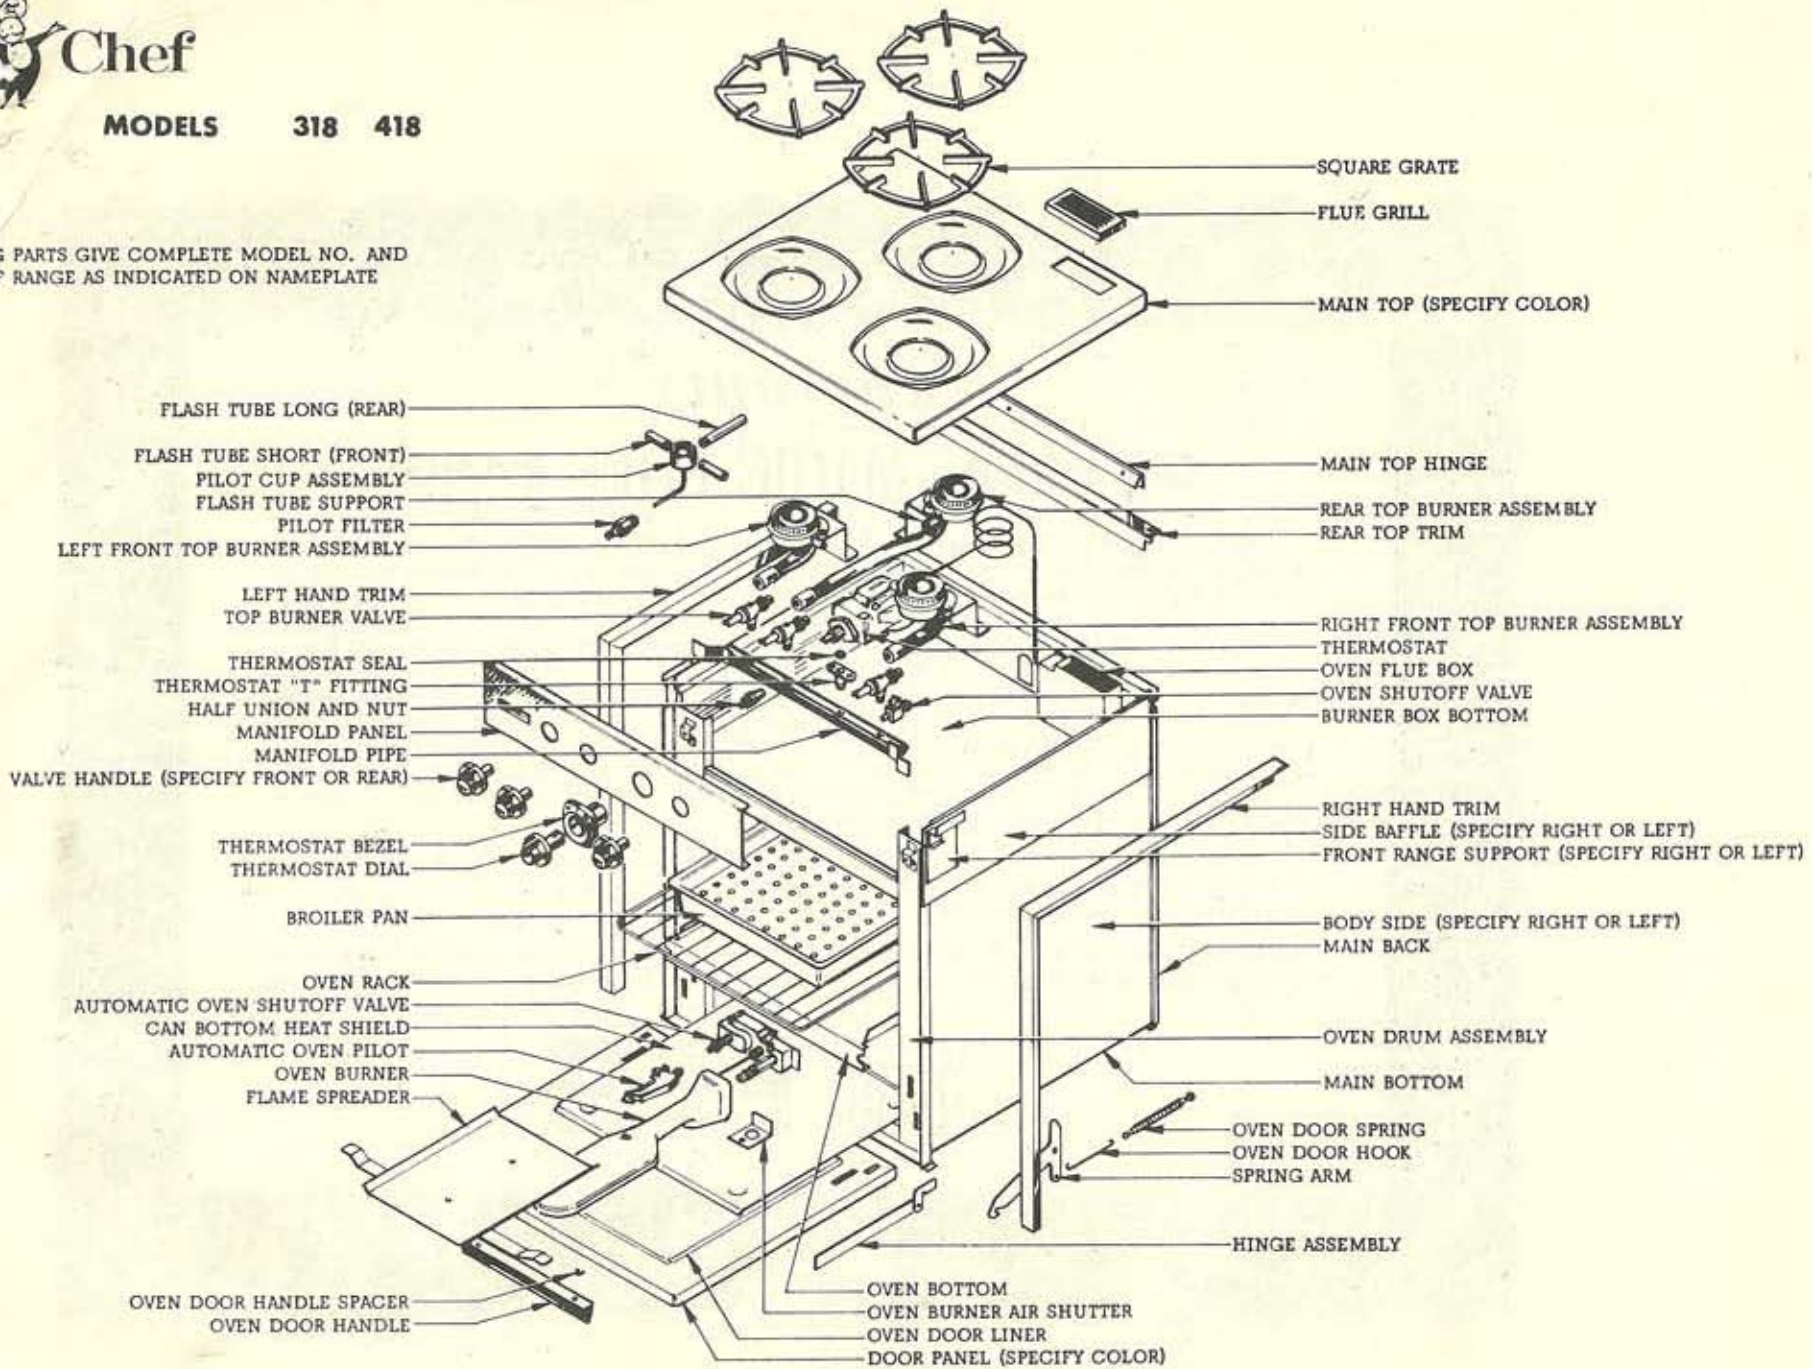 Chef
MODELS 318 418
PARTS GIVE COMPLETE MODEL NO. AND
RANGE AS INDICATED ON NAMEPLATE
SQUARE GRATE
FLUE GRILL
MAIN TOP (SPECIFY COLOR)
MAIN TOP HINGE
REAR TOP BURNER ASSEMBLY
REAR TOP TRIM
RIGHT FRONT TOP BURNER ASSEMBLY
THERMOSTAT
OVEN FLUE BOX
OVEN SHUTOFF VALVE
BURNER BOX BOTTOM
RIGHT HAND TRIM
SIDE BAFFLE (SPECIFY RIGHT OR LEFT)
FRONT RANGE SUPPORT (SPECIFY RIGHT OR LEFT)
BODY SIDE (SPECIFY RIGHT OR LEFT)
MAIN BACK
OVEN DRUM ASSEMBLY
MAIN BOTTOM
OVEN DOOR SPRING
OVEN DOOR HOOK
SPRING ARM
HINGE ASSEMBLY
FLASH TUBE LONG (REAR)
FLASH TUBE SHORT (FRONT)
PILOT CUP ASSEMBLY
FLASH TUBE SUPPORT
PILOT FILTER
LEFT FRONT TOP BURNER ASSEMBLY
LEFT HAND TRIM
TOP BURNER VALVE
THERMOSTAT SEAL
THERMOSTAT "T" FITTING
HALF UNION AND NUT
MANIFOLD PANEL
MANIFOLD PIPE
VALVE HANDLE (SPECIFY FRONT OR REAR)
THERMOSTAT BEZEL
THERMOSTAT DIAL
BROILER PAN
OVEN RACK
AUTOMATIC OVEN SHUTOFF VALVE
CAN BOTTOM HEAT SHIELD
AUTOMATIC OVEN PILOT
OVEN BURNER
FLAME SPREADER
OVEN DOOR HANDLE SPACER
OVEN DOOR HANDLE
OVEN BOTTOM
OVEN BURNER AIR SHUTTER
OVEN DOOR LINER
DOOR PANEL (SPECIFY COLOR)